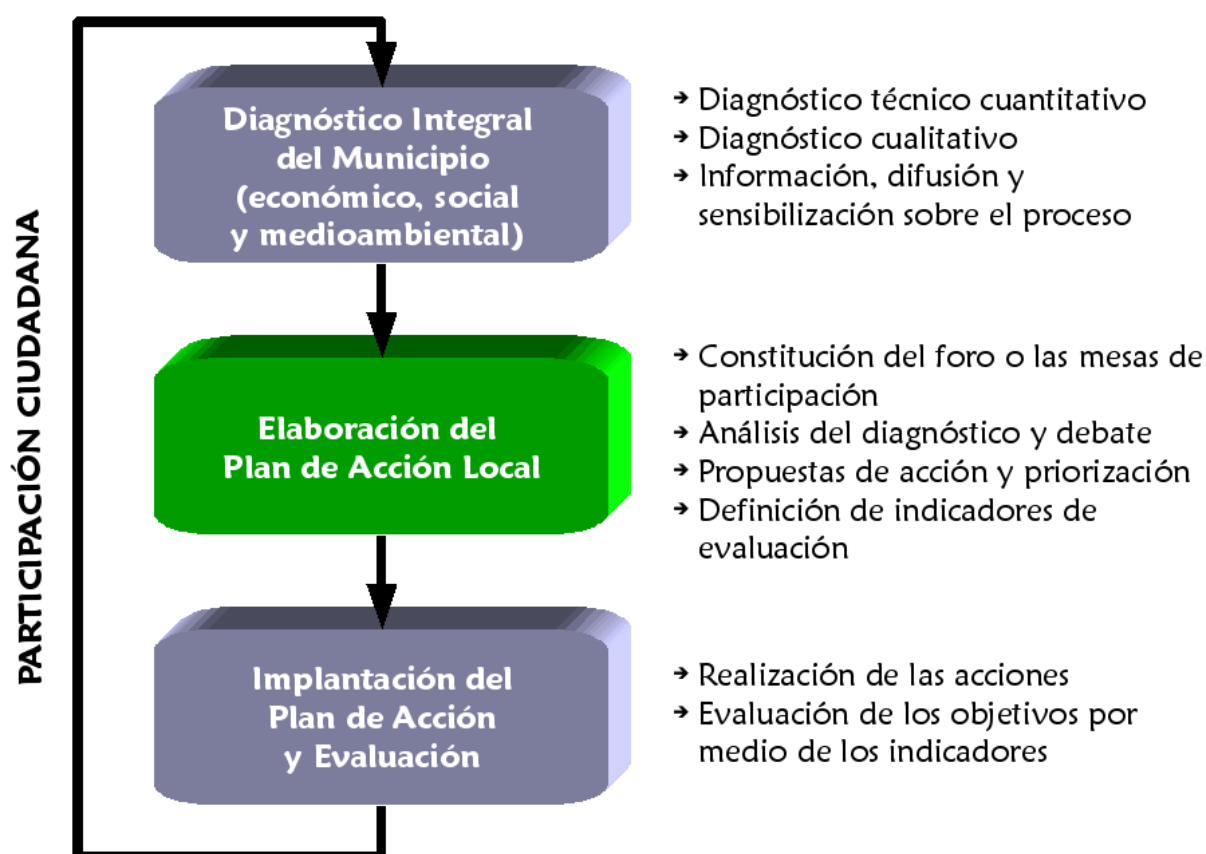 PARTICIPACIÓN CIUDADANA
Diagnóstico Integral
del Municipio
(económico, social
y medioambiental)
➔ Diagnóstico técnico cuantitativo
➔ Diagnóstico cualitativo
➔ Información, difusión y
sensibilización sobre el proceso
Elaboración del
Plan de Acción Local
➔ Constitución del foro o las mesas de
participación
➔ Análisis del diagnóstico y debate
➔ Propuestas de acción y priorización
➔ Definición de indicadores de
evaluación
Implantación del
Plan de Acción
y Evaluación
➔ Realización de las acciones
➔ Evaluación de los objetivos por
medio de los indicadores